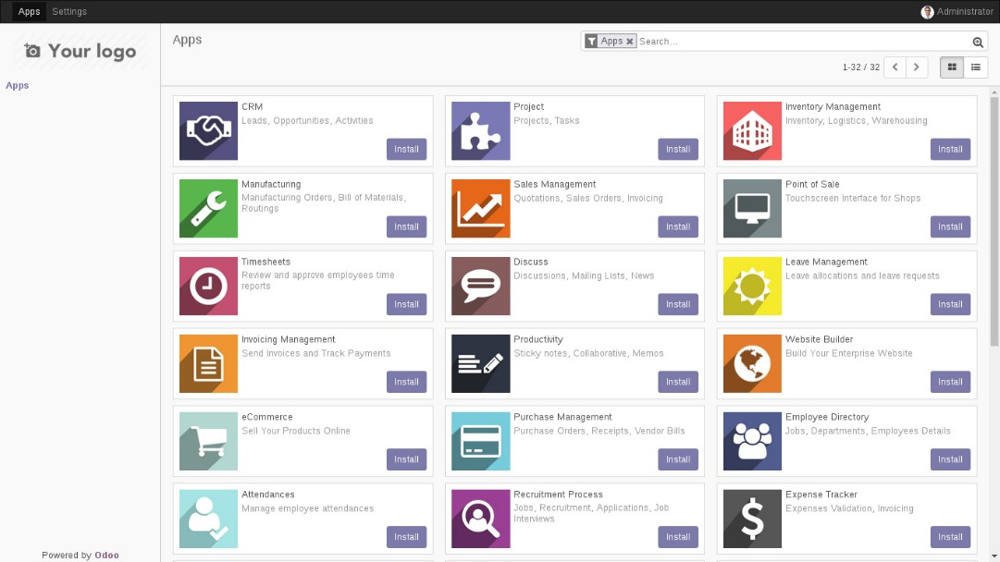 Apps Settings Administrator
Your logo
Apps
Apps
Apps Search...
1-32 / 32
CRM
Leads, Opportunities, Activities
Install
Project
Projects, Tasks
Install
Inventory Management
Inventory, Logistics, Warehousing
Install
Manufacturing
Manufacturing Orders, Bill of Materials,
Routings
Install
Sales Management
Quotations, Sales Orders, Invoicing
Install
Point of Sale
Touchscreen Interface for Shops
Install
Timesheets
Review and approve employees time
reports
Install
Discuss
Discussions, Mailing Lists, News
Install
Leave Management
Leave allocations and leave requests
Install
Invoicing Management
Send Invoices and Track Payments
Install
Productivity
Sticky notes, Collaborative, Memos
Install
Website Builder
Build Your Enterprise Website
Install
eCommerce
Sell Your Products Online
Install
Purchase Management
Purchase Orders, Receipts, Vendor Bills
Install
Employee Directory
Jobs, Departments, Employees Details
Install
Attendances
Manage employee attendances
Install
Recruitment Process
Jobs, Recruitment, Applications, Job
Interviews
Install
Expense Tracker
Expenses Validation, Invoicing
Install
Powered by Odoo